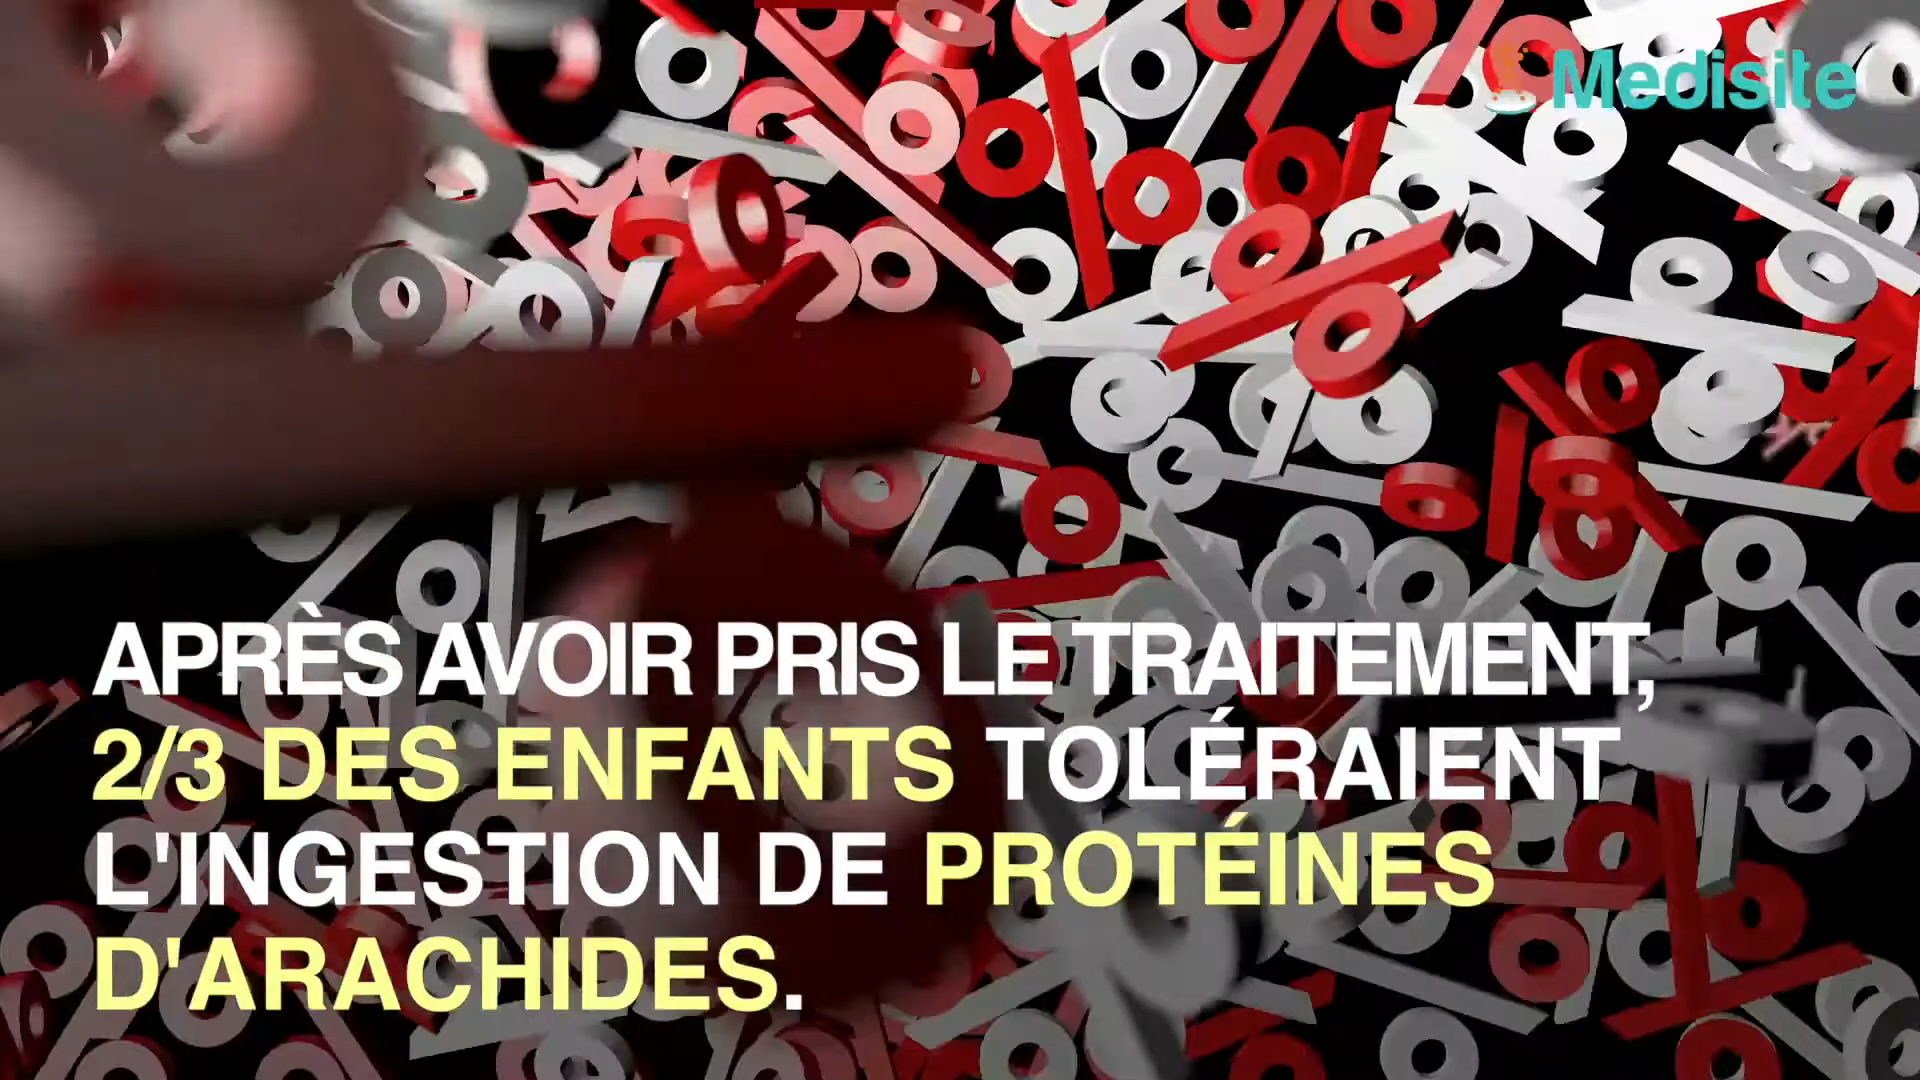 Medisite
APRÈS AVOIR PRIS LE TRAITEMENT,
2/3 DES ENFANTS TOLÉRAIENT
L'INGESTION DE PROTÉINES
D'ARACHIDES.